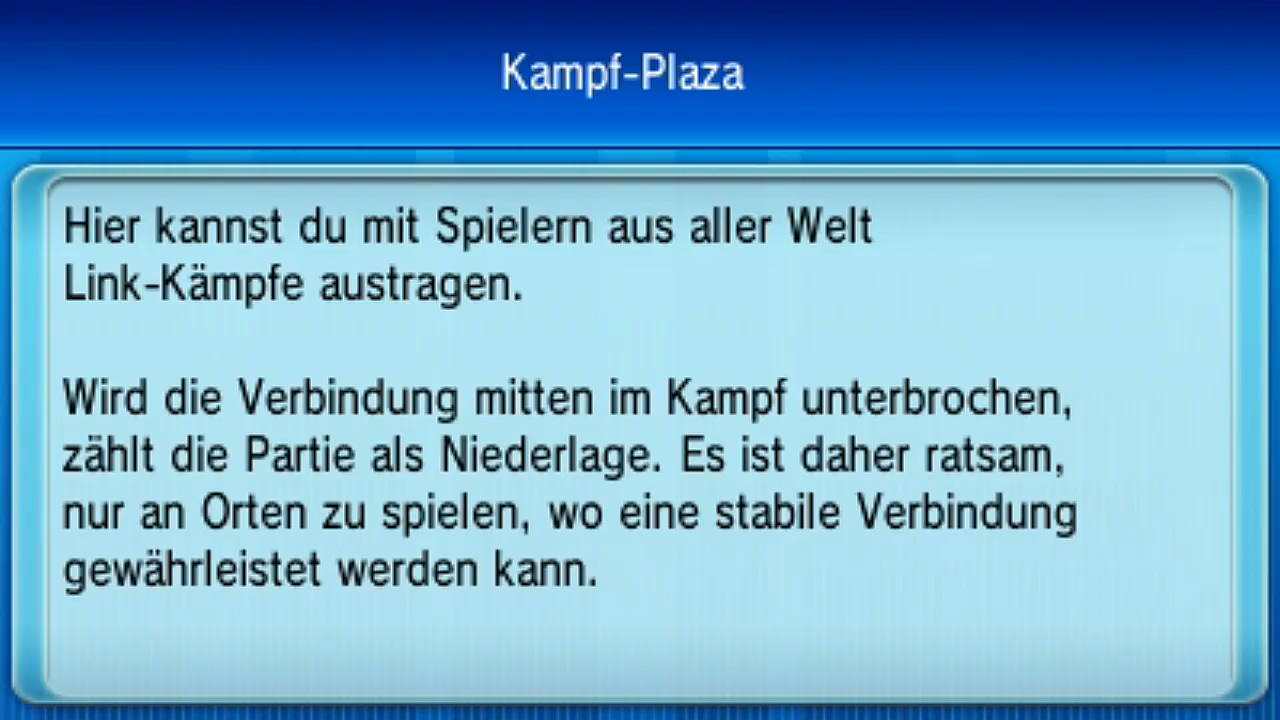 Kampf-Plaza
Hier kannst du mit Spielern aus aller Welt
Link-Kämpfe austragen.
Wird die Verbindung mitten im Kampf unterbrochen,
zählt die Partie als Niederlage. Es ist daher ratsam,
nur an Orten zu spielen, wo eine stabile Verbindung
gewährleistet werden kann.